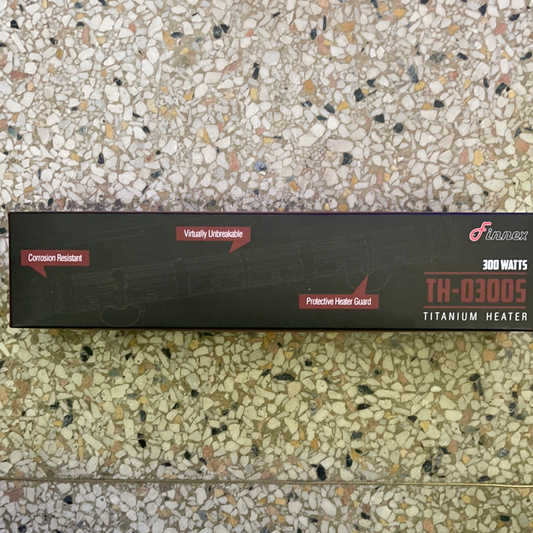 Finnex
Virtually Unbreakable
Corrosion Resistant
300 WATTS
TH-0300S
Protective Heater Guard
TITANIUM HEATER